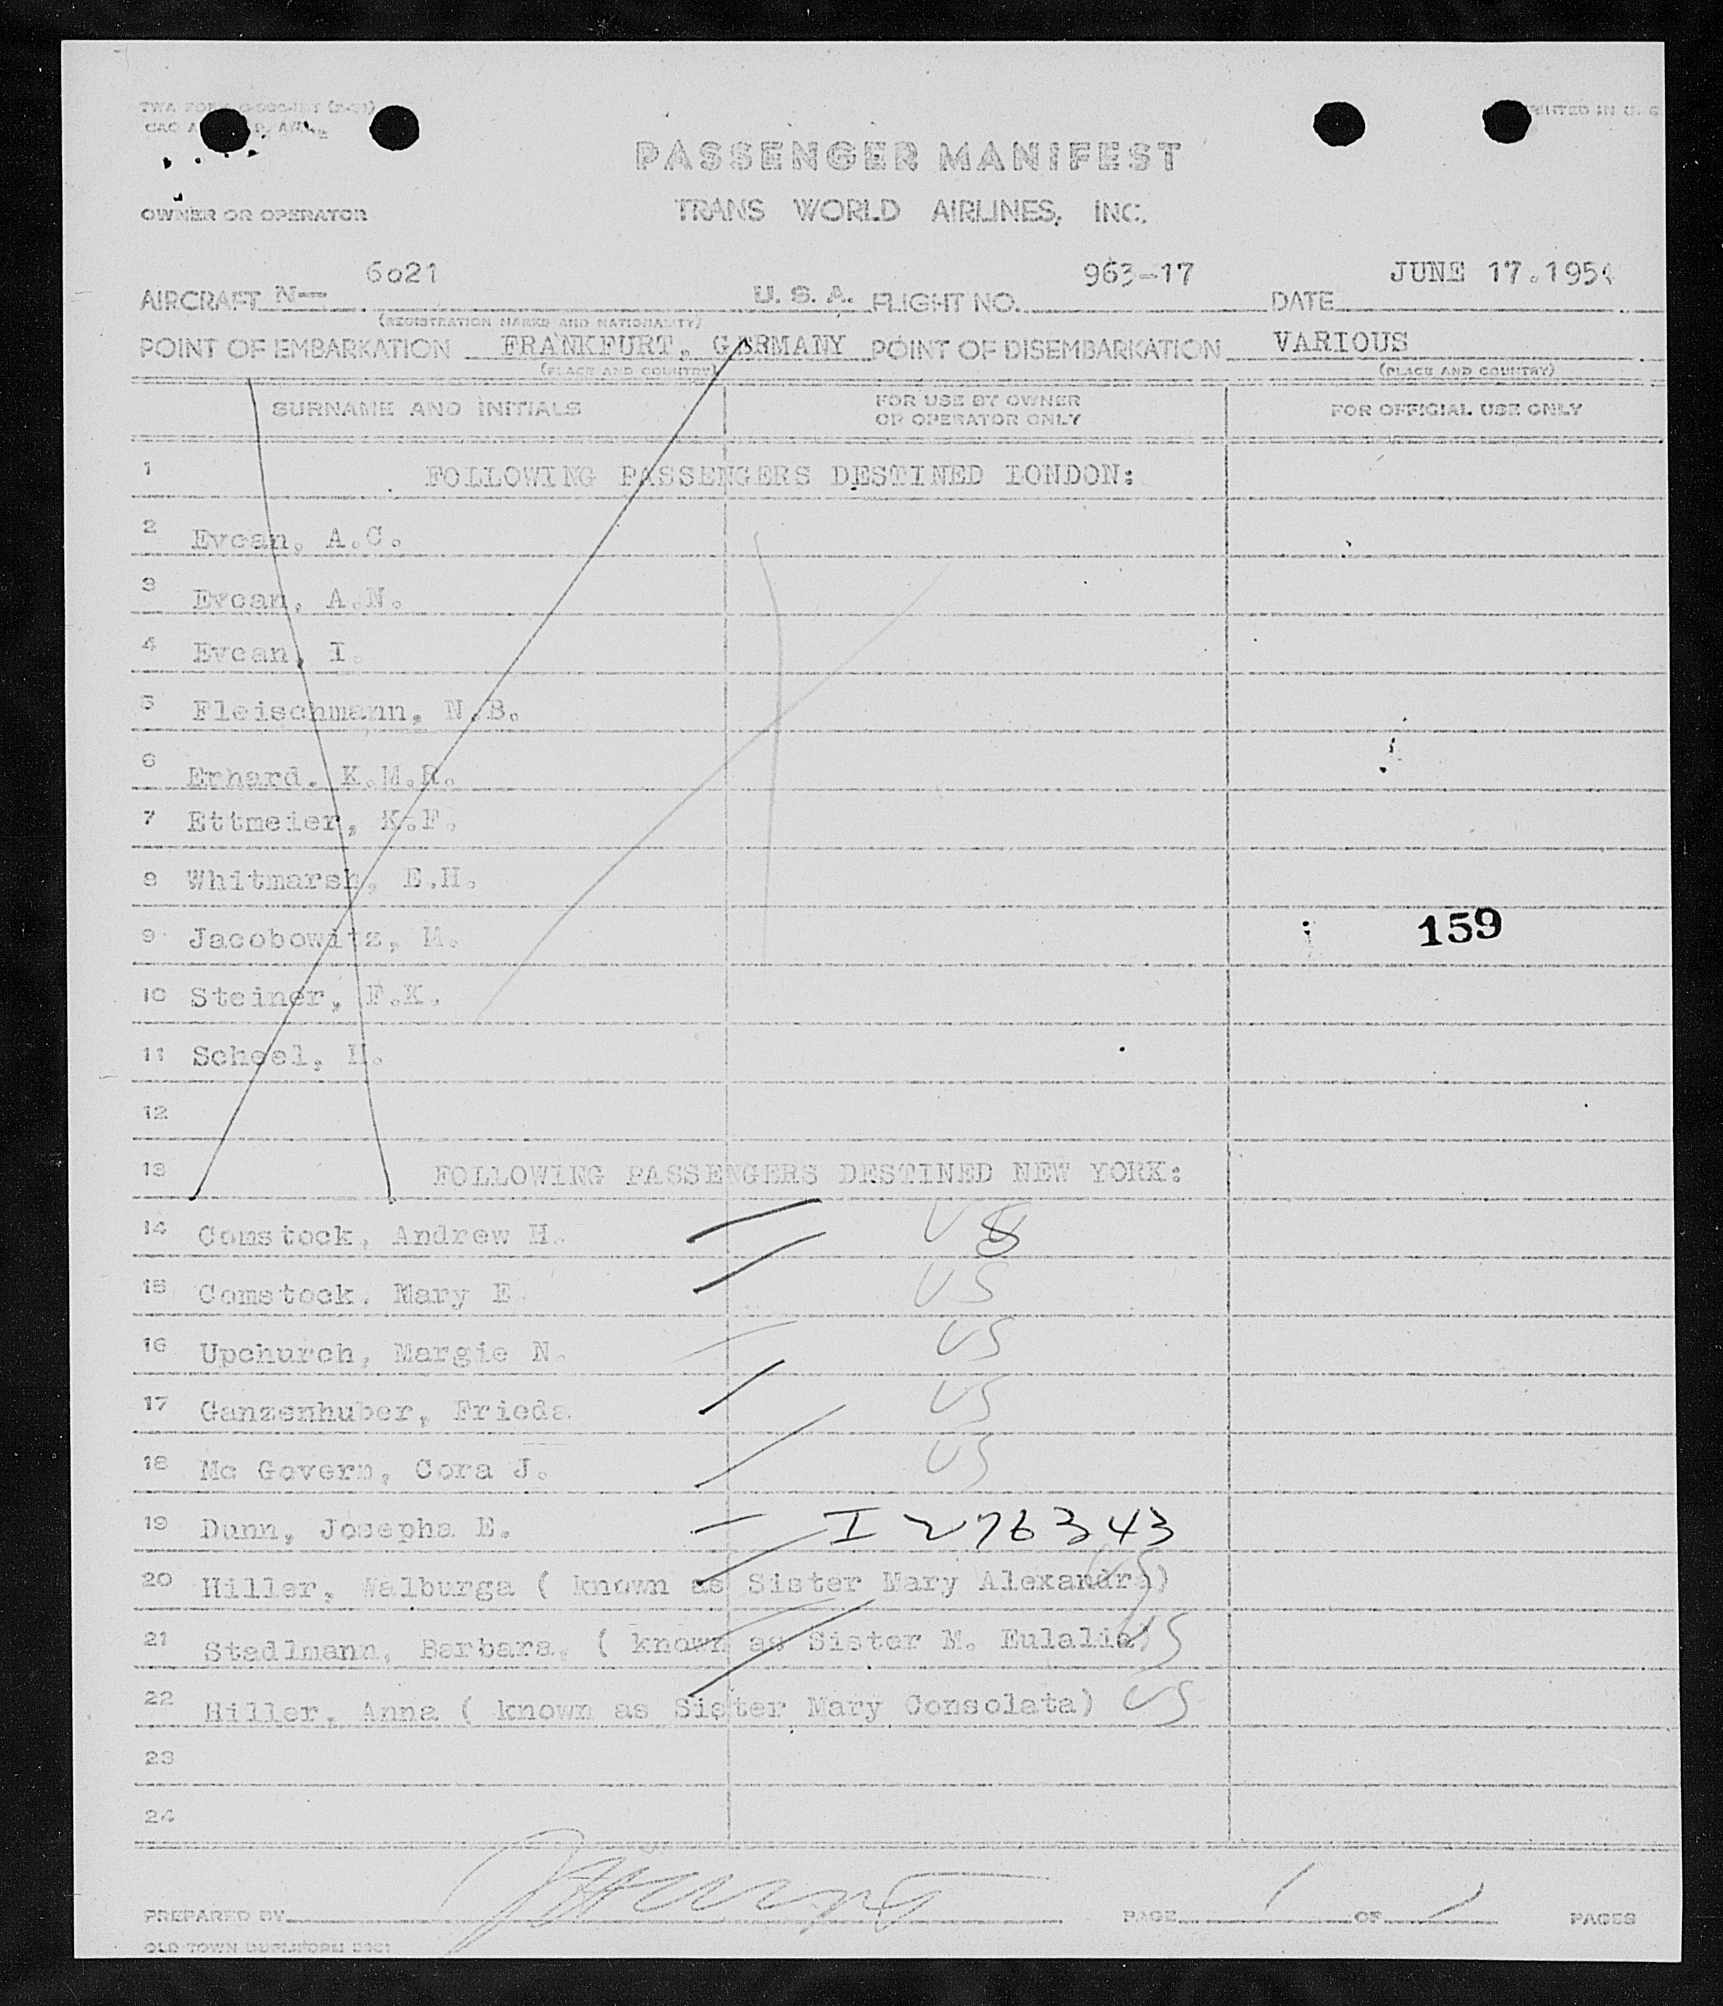 PRINTED IN U. S
PASSENGER MANIFEST
OWNER OR OPERATOR TRANS WORLD AIRLINES, INC.
AIRCRAFT N- 6021 U. S. A. FLIGHT NO. 963-17 DATE JUNE 17.1954
(REGISTRATION MARKS AND NATIONALITY)
POINT OF EMBARKATION FRANKFURT, GERMANY POINT OF DISEMBARKATION VARIOUS
(PLACE AND COUNTRY) (PLACE AND COUNTRY)
SURNAME AND INITIALS FOR USE BY OWNER OR OPERATOR ONLY FOR OFFICIAL USE ONLY
1 FOLLOWING PASSENGERS DESTINED LONDON:
2 Evcan, A.C.
3 Evcan, A.N.
4 Evcan, I.
5 Fleischmann, N.B.
6 Erhard. K.M.R.
7 Ettmeier, K.F.
8 Whitmarsh, E.H.
9 Jacobowitz, M. 159
10 Steiner, F.K.
11 Scheel,
12
13 FOLLOWING PASSENGERS DESTINED NEW YORK:
14 Comstock, Andrew H. US
15 Comstock. Mary E. US
16 Upchurch, Margie N. US
17 Ganzenhuber, Frieda US
18 Mc Govern, Cora J. US
19 Dunn, Josepha E. I 276343
20 Hiller, Walburga ( known as Sister Mary Alexandra) US
21 Stadlmann, Barbara, ( known as Sister M. Eulalia) US
22 Hiller, Anna ( known as Sister Mary Consolata) US
23
24
PREPARED BY PAGE 1 OF 1 PAGES